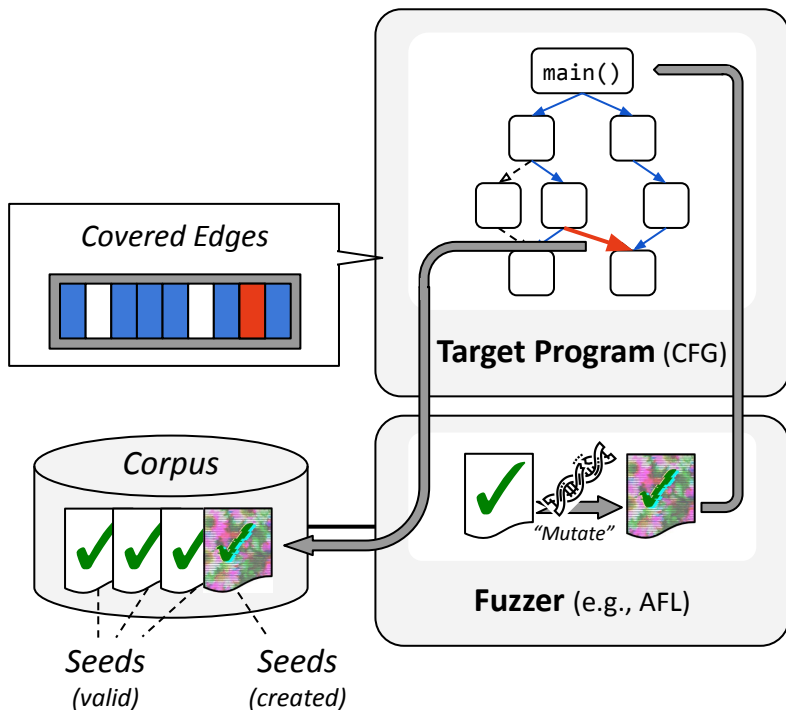 main()
Covered Edges
Target Program (CFG)
Corpus
“Mutate”
Fuzzer (e.g., AFL)
Seeds
(valid)
Seeds
(created)